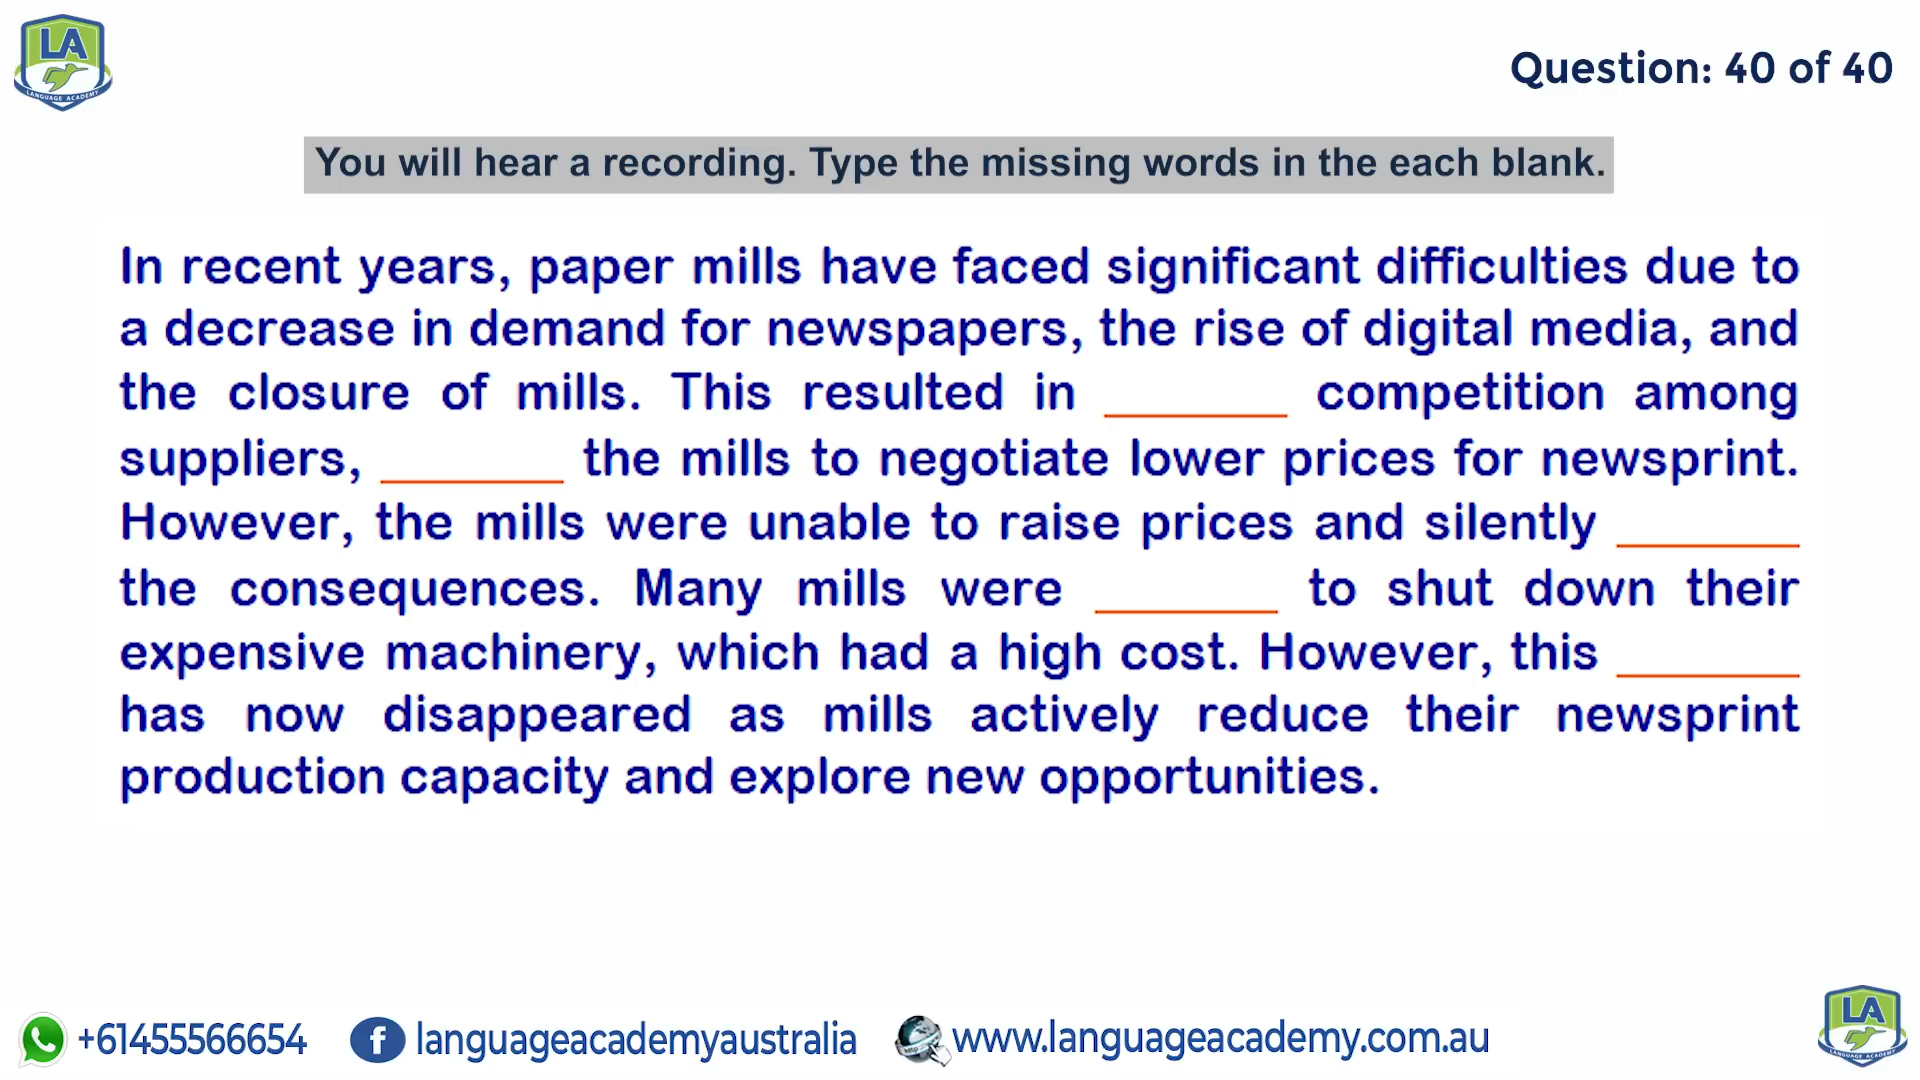 LA
LANGUAGE ACADEMY
Question: 40 of 40
You will hear a recording. Type the missing words in the each blank.
In recent years, paper mills have faced significant difficulties due to
a decrease in demand for newspapers, the rise of digital media, and
the closure of mills. This resulted in _______ competition among
suppliers, _______ the mills to negotiate lower prices for newsprint.
However, the mills were unable to raise prices and silently _______
the consequences. Many mills were _______ to shut down their
expensive machinery, which had a high cost. However, this _______
has now disappeared as mills actively reduce their newsprint
production capacity and explore new opportunities.
+61455566654
f languageacademyaustralia
http
www.languageacademy.com.au
LA
LANGUAGE ACADEMY